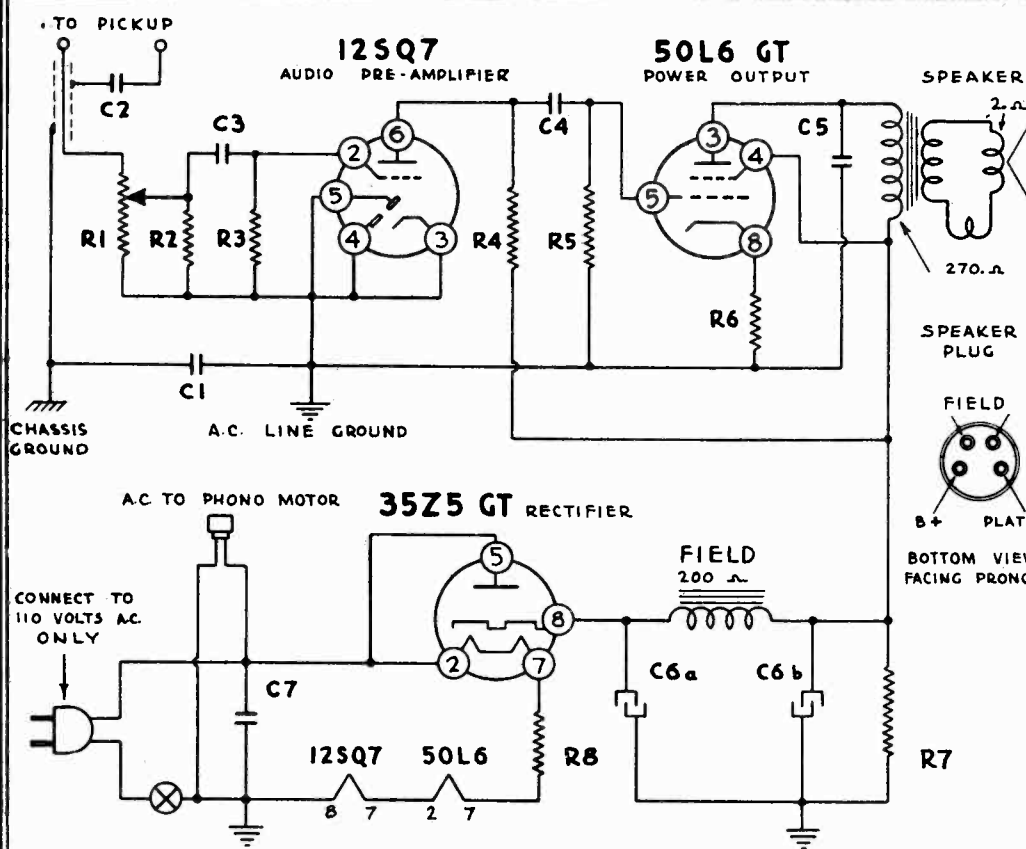 TO PICKUP
12SQ7
AUDIO PRE-AMPLIFIER
50L6 GT
POWER OUTPUT
SPEAKER
2 Ω
C2
C3
C4
C5
6
2
5
4
3
3
4
5
8
R1
R2
R3
R4
R5
R6
270 Ω
C1
CHASSIS
GROUND
A.C. LINE GROUND
SPEAKER
PLUG
FIELD
B+
PLAT
BOTTOM VIEW
FACING PRONG
A.C. TO PHONO MOTOR
35Z5 GT RECTIFIER
5
8
2
7
FIELD
200 Ω
CONNECT TO
110 VOLTS A.C.
ONLY
C7
C6a
C6b
R7
12SQ7
50L6
R8
8 7
2 7